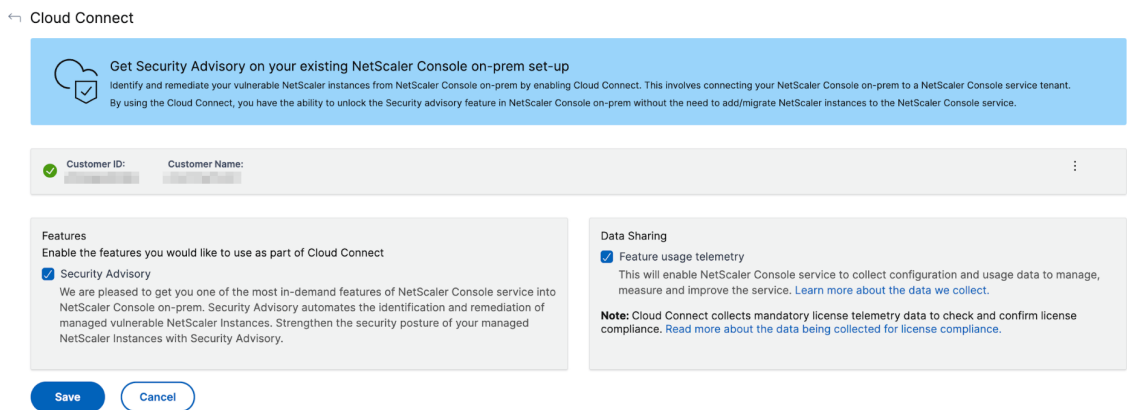 Cloud Connect
Get Security Advisory on your existing NetScaler Console on-prem set-up
Identify and remediate your vulnerable NetScaler instances from NetScaler Console on-prem by enabling Cloud Connect. This involves connecting your NetScaler Console on-prem to a NetScaler Console service tenant.
By using the Cloud Connect, you have the ability to unlock the Security advisory feature in NetScaler Console on-prem without the need to add/migrate NetScaler instances to the NetScaler Console service.
Customer ID: Customer Name:
Features
Enable the features you would like to use as part of Cloud Connect
Security Advisory
We are pleased to get you one of the most in-demand features of NetScaler Console service into
NetScaler Console on-prem. Security Advisory automates the identification and remediation of
managed vulnerable NetScaler Instances. Strengthen the security posture of your managed
NetScaler Instances with Security Advisory.
Data Sharing
Feature usage telemetry
This will enable NetScaler Console service to collect configuration and usage data to manage,
measure and improve the service. Learn more about the data we collect.
Note: Cloud Connect collects mandatory license telemetry data to check and confirm license
compliance. Read more about the data being collected for license compliance.
Save Cancel